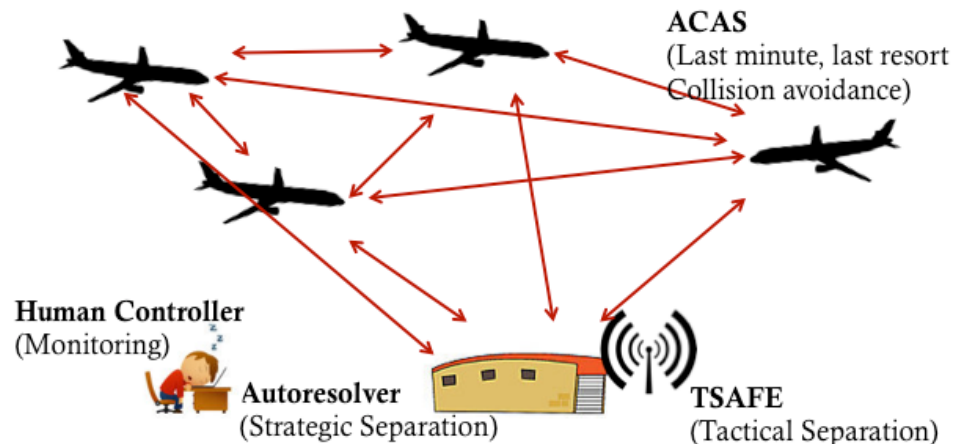 ACAS
(Last minute, last resort
Collision avoidance)
Human Controller
(Monitoring)
z
z
z
Autoresolver
(Strategic Separation)
TSAFE
(Tactical Separation)